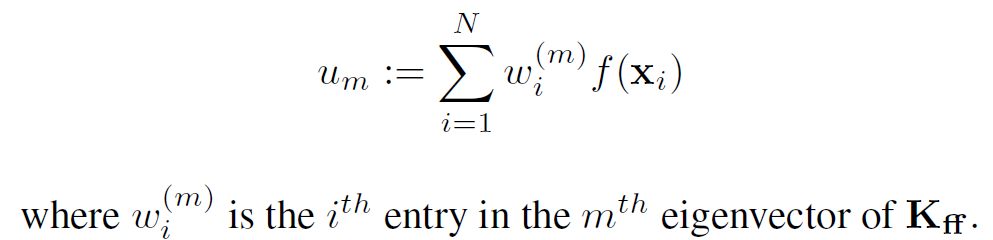 $$u_m := \sum_{i=1}^{N} w_i^{(m)} f(\mathbf{x}_i)$$
where $w_i^{(m)}$ is the $i^{th}$ entry in the $m^{th}$ eigenvector of $\mathbf{K}_{\mathbf{ff}}$.